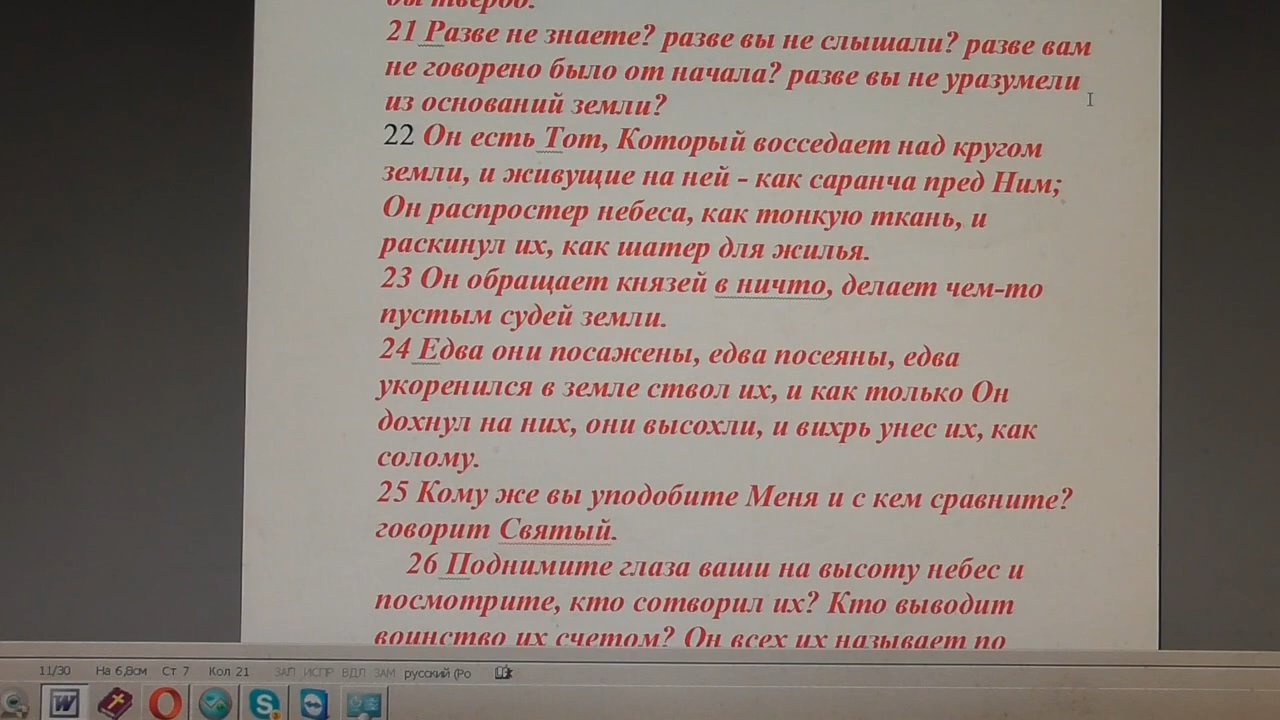 бы твердо.
21 Разве не знаете? разве вы не слышали? разве вам
не говорено было от начала? разве вы не уразумели
из оснований земли?
22 Он есть Тот, Который восседает над кругом
земли, и живущие на ней - как саранча пред Ним;
Он распростер небеса, как тонкую ткань, и
раскинул их, как шатер для жилья.
23 Он обращает князей в ничто, делает чем-то
пустым судей земли.
24 Едва они посажены, едва посеяны, едва
укоренился в земле ствол их, и как только Он
дохнул на них, они высохли, и вихрь унес их, как
солому.
25 Кому же вы уподобите Меня и с кем сравните?
говорит Святый.
26 Поднимите глаза ваши на высоту небес и
посмотрите, кто сотворил их? Кто выводит
воинство их счетом? Он всех их называет по
11/30 На 6,8см Ст 7 Кол 21 ЗАП ИСПР ВДЛ ЗАМ русский (Ро